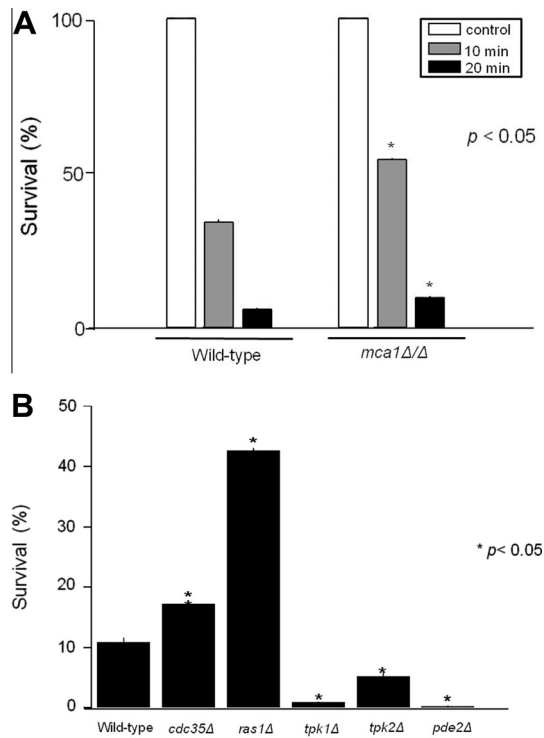 A
100
control
10 min
20 min
Survival (%)
*
p < 0.05
50
*
0
Wild-type
mca1Δ/Δ
B
50
*
40
Survival (%)
30
* p< 0.05
20
*
*
10
*
*
*
0
Wild-type cdc35Δ ras1Δ tpk1Δ tpk2Δ pde2Δ